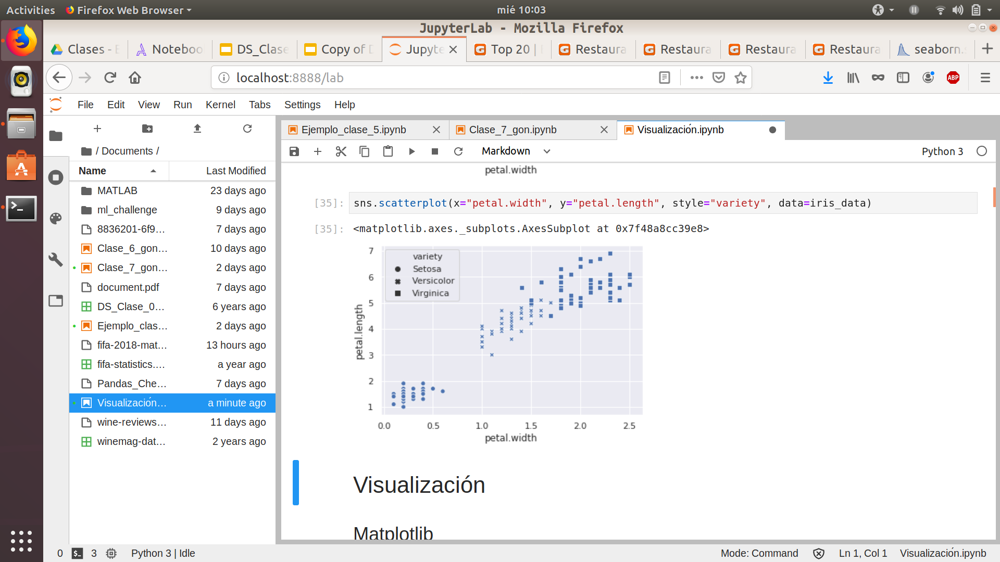 Activities Firefox Web Browser mié 10:03
JupyterLab - Mozilla Firefox
Clases - Noteboo DS_Clase Copy of Jupyte Top 20 | Restaura Restaura Restaura Restaura seaborn.
localhost:8888/lab ABP
File Edit View Run Kernel Tabs Settings Help
Ejemplo_clase_5.ipynb Clase_7_gon.ipynb Visualización.ipynb
/ Documents /
Markdown Python 3
Name Last Modified
MATLAB 23 days ago
ml_challenge 9 days ago
8836201-6f9… 7 days ago
Clase_6_gon… 10 days ago
Clase_7_gon… 2 days ago
document.pdf 7 days ago
DS_Clase_0… 6 years ago
Ejemplo_clas… 2 days ago
fifa-2018-mat… 13 hours ago
fifa-statistics.… a year ago
Pandas_Che… 7 days ago
Visualización… a minute ago
wine-reviews… 11 days ago
winemag-dat… 2 years ago
petal.width
[35]: sns.scatterplot(x="petal.width", y="petal.length", style="variety", data=iris_data)
[35]: <matplotlib.axes._subplots.AxesSubplot at 0x7f48a8cc39e8>
variety
Setosa
Versicolor
Virginica
petal.length
7
6
5
4
3
2
1
0.0 0.5 1.0 1.5 2.0 2.5
petal.width
Visualización
Matplotlib
0 $_ 3 Python 3 | Idle Mode: Command Ln 1, Col 1 Visualización.ipynb